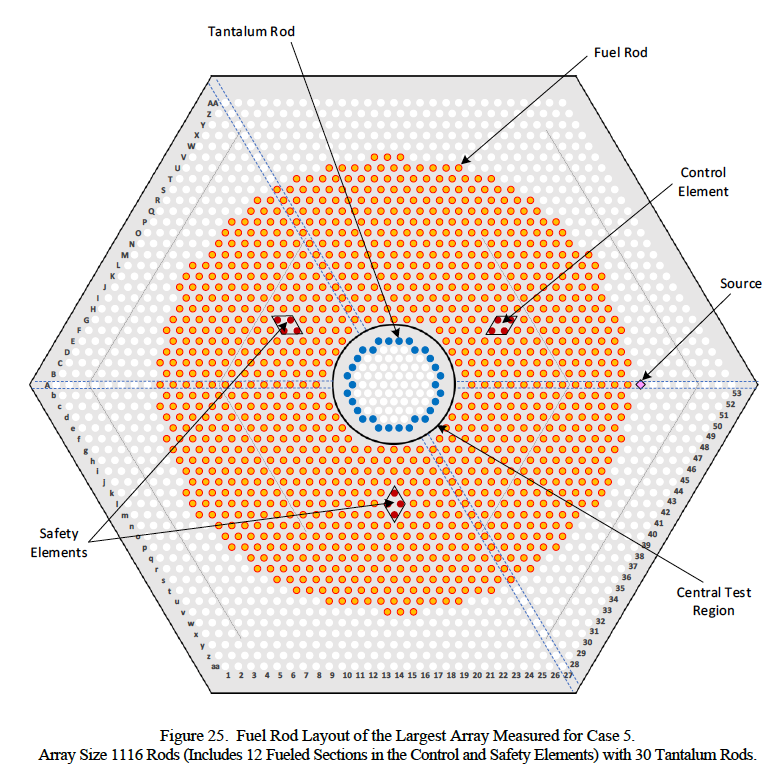 Tantalum Rod
Fuel Rod
Control
Element
Source
AA
Z
Y
X
W
V
U
T
S
R
Q
P
O
N
M
L
K
J
I
H
G
F
E
D
C
B
A
b
c
d
e
f
g
h
i
j
k
l
m
n
o
p
q
r
s
t
u
v
w
x
y
z
aa
53
52
51
50
49
48
47
46
45
44
43
42
41
40
39
38
37
36
35
34
33
32
31
30
29
28
1 2 3 4 5 6 7 8 9 10 11 12 13 14 15 16 17 18 19 20 21 22 23 24 25 26 27
Safety
Elements
Central Test
Region
Figure 25. Fuel Rod Layout of the Largest Array Measured for Case 5.
Array Size 1116 Rods (Includes 12 Fueled Sections in the Control and Safety Elements) with 30 Tantalum Rods.